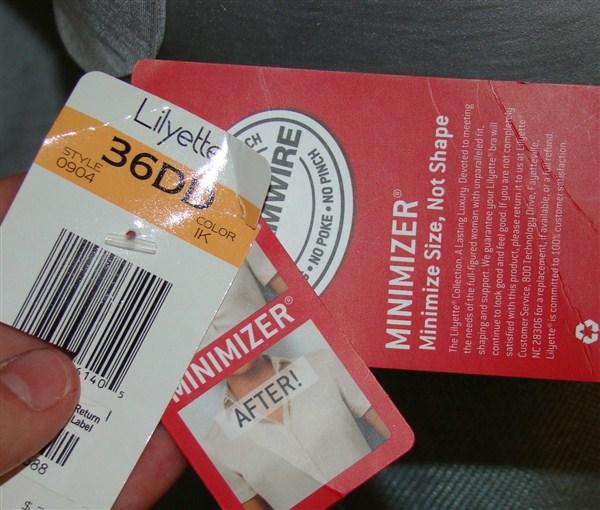 Lilyette
STYLE
0904
36DD
COLOR
1K
5
Return
Label
MWIRE
NO POKE • NO PINCH
MINIMIZER®
AFTER!
MINIMIZER®
Minimize Size, Not Shape
The Lilyette® Collection. A Lasting Luxury. Devoted to meeting
the needs of the full-figured woman with unparalleled fit,
shaping and support. We guarantee your Lilyette® bra will
continue to look good and feel good. If you are not completely
satisfied with this product, please return it to us at Lilyette®
Customer Service, 800 Technology Drive, Fayetteville,
NC 28306 for a replacement, if available, or a full refund.
Lilyette® is committed to 100% customer satisfaction.